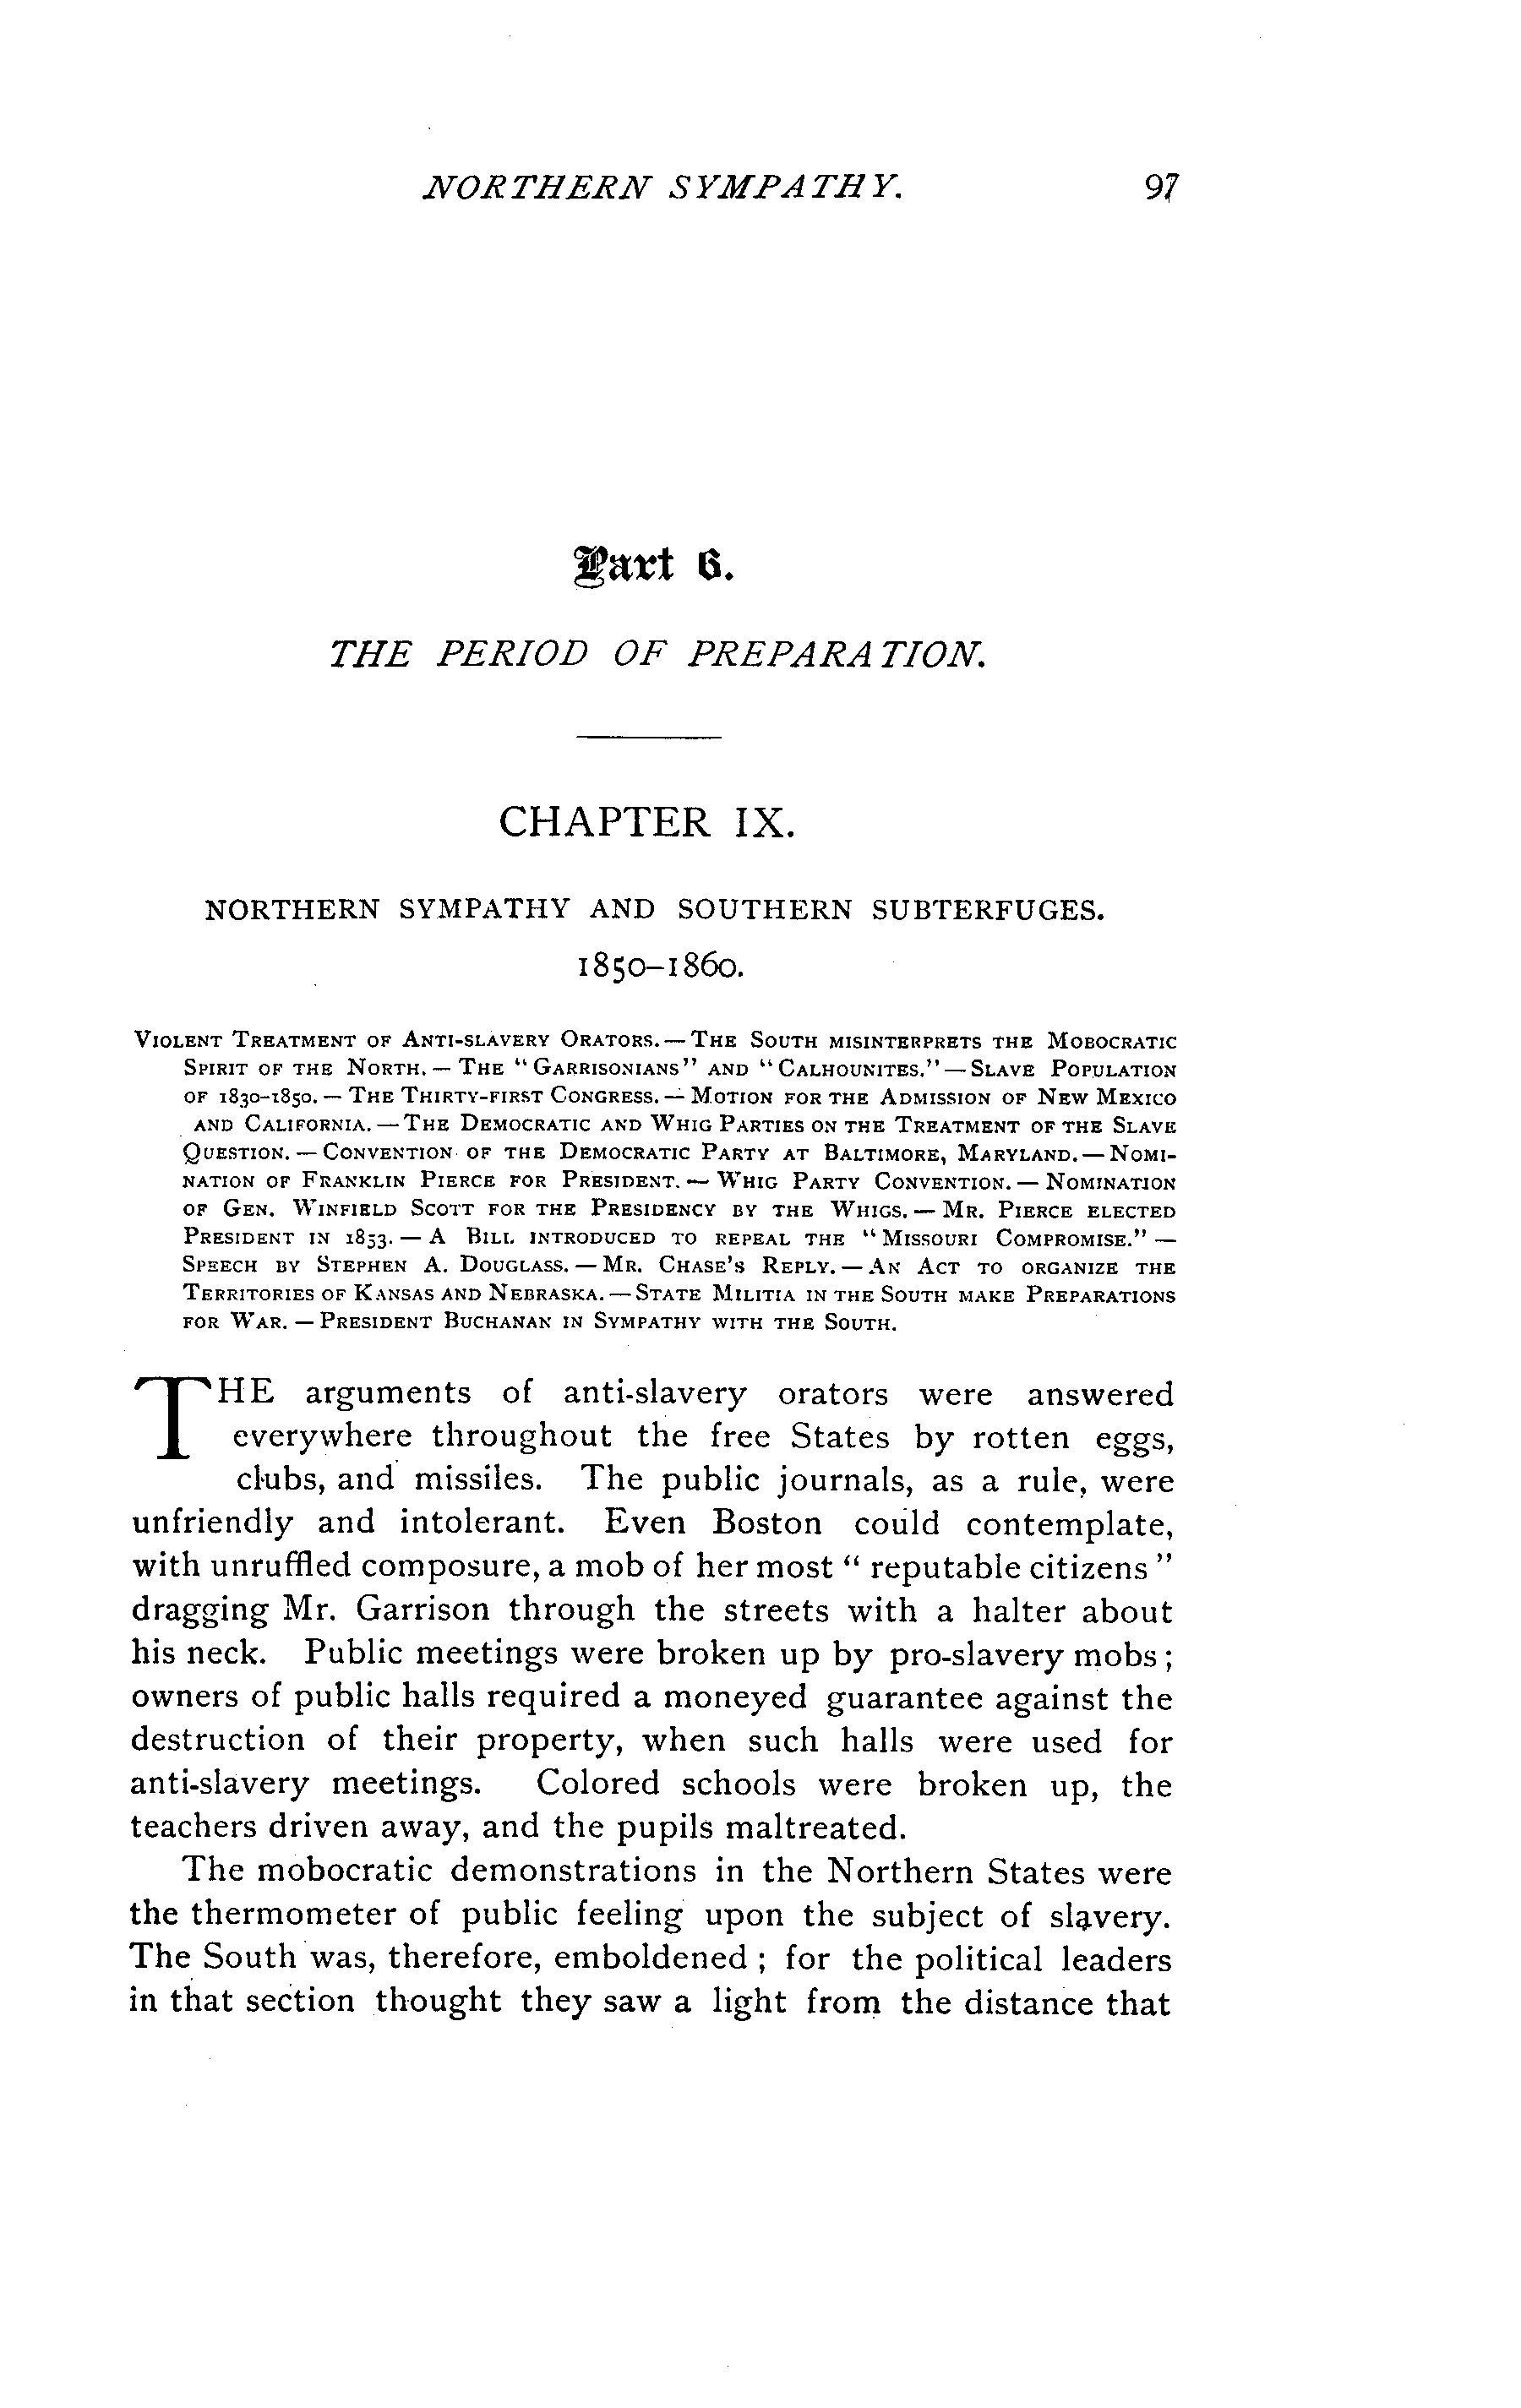 NORTHERN SYMPATHY. 97
Part 6.
THE PERIOD OF PREPARATION.
CHAPTER IX.
NORTHERN SYMPATHY AND SOUTHERN SUBTERFUGES.
1850–1860.
VIOLENT TREATMENT OF ANTI-SLAVERY ORATORS. — THE SOUTH MISINTERPRETS THE MOBOCRATIC
SPIRIT OF THE NORTH. — THE "GARRISONIANS" AND "CALHOUNITES." — SLAVE POPULATION
OF 1830–1850. — THE THIRTY-FIRST CONGRESS. — MOTION FOR THE ADMISSION OF NEW MEXICO
AND CALIFORNIA. — THE DEMOCRATIC AND WHIG PARTIES ON THE TREATMENT OF THE SLAVE
QUESTION. — CONVENTION OF THE DEMOCRATIC PARTY AT BALTIMORE, MARYLAND. — NOMI-
NATION OF FRANKLIN PIERCE FOR PRESIDENT. — WHIG PARTY CONVENTION. — NOMINATION
OF GEN. WINFIELD SCOTT FOR THE PRESIDENCY BY THE WHIGS. — MR. PIERCE ELECTED
PRESIDENT IN 1853. — A BILL INTRODUCED TO REPEAL THE "MISSOURI COMPROMISE." —
SPEECH BY STEPHEN A. DOUGLASS. — MR. CHASE'S REPLY. — AN ACT TO ORGANIZE THE
TERRITORIES OF KANSAS AND NEBRASKA. — STATE MILITIA IN THE SOUTH MAKE PREPARATIONS
FOR WAR. — PRESIDENT BUCHANAN IN SYMPATHY WITH THE SOUTH.
THE arguments of anti-slavery orators were answered
everywhere throughout the free States by rotten eggs,
clubs, and missiles. The public journals, as a rule, were
unfriendly and intolerant. Even Boston could contemplate,
with unruffled composure, a mob of her most "reputable citizens"
dragging Mr. Garrison through the streets with a halter about
his neck. Public meetings were broken up by pro-slavery mobs;
owners of public halls required a moneyed guarantee against the
destruction of their property, when such halls were used for
anti-slavery meetings. Colored schools were broken up, the
teachers driven away, and the pupils maltreated.
The mobocratic demonstrations in the Northern States were
the thermometer of public feeling upon the subject of slavery.
The South was, therefore, emboldened; for the political leaders
in that section thought they saw a light from the distance that